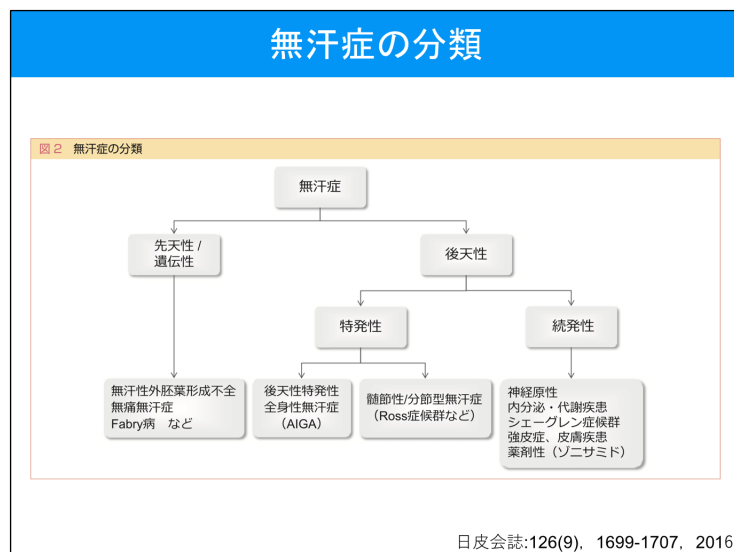 無汗症の分類
図2 無汗症の分類
無汗症
先天性 /
遺伝性
後天性
特発性
続発性
無汗性外胚葉形成不全
無痛無汗症
Fabry病 など
後天性特発性
全身性無汗症
（AIGA）
髄節性/分節型無汗症
（Ross症候群など）
神経原性
内分泌・代謝疾患
シェーグレン症候群
強皮症、皮膚疾患
薬剤性（ゾニサミド）
日皮会誌:126(9)，1699-1707，2016